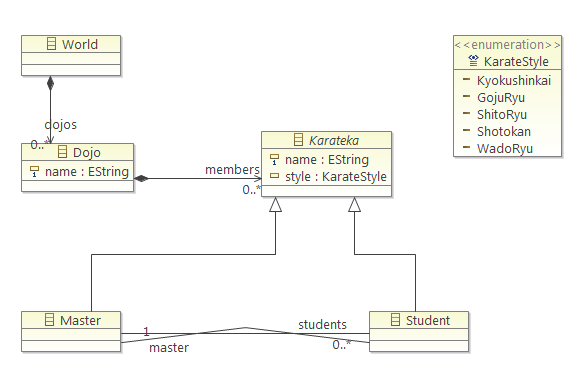 World
dojos
0..*
Dojo
name : EString
members
0..*
Karateka
name : EString
style : KarateStyle
<<enumeration>>
KarateStyle
Kyokushinkai
GojuRyu
ShitoRyu
Shotokan
WadoRyu
Master
1
master
students
0..*
Student